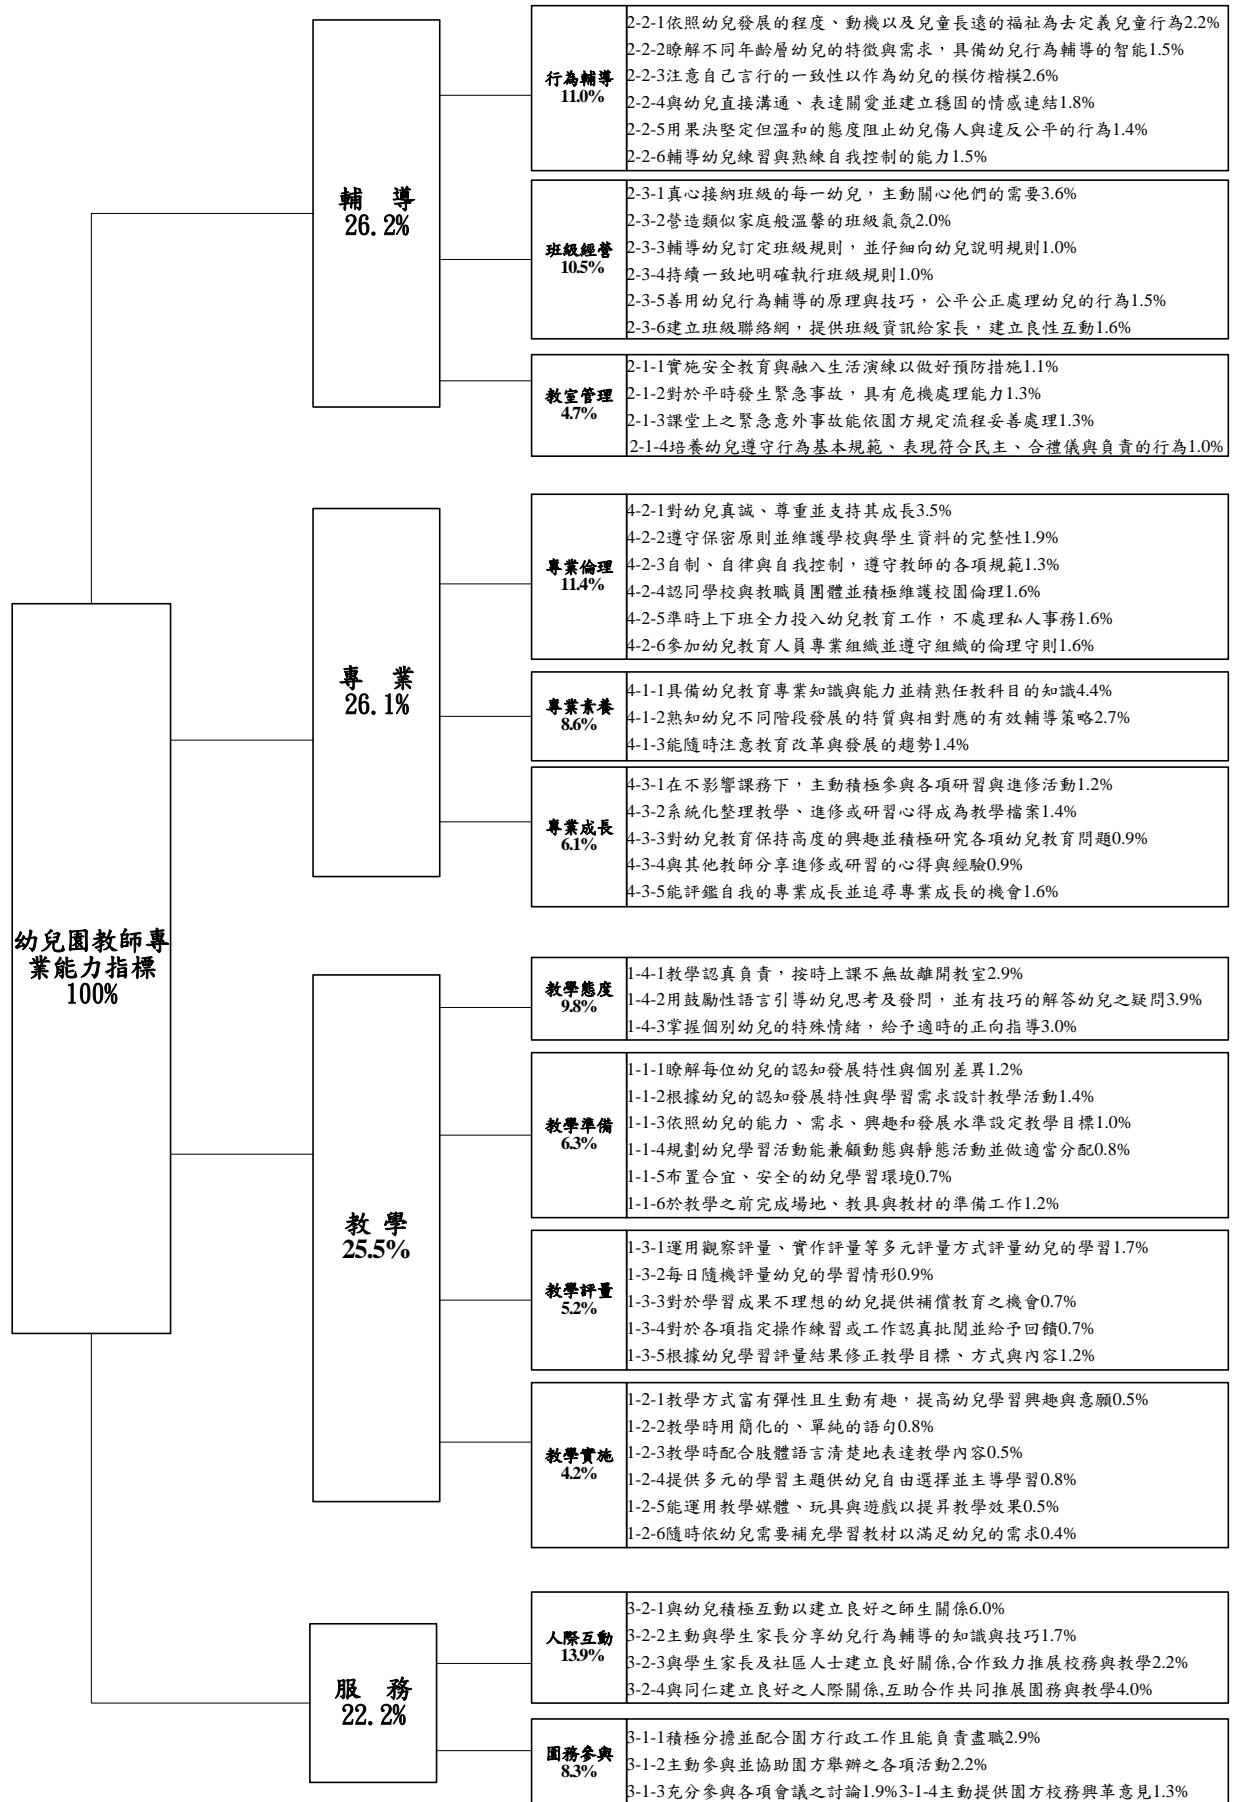 幼兒園教師專
業能力指標
100%
輔 導
26.2%
行為輔導
11.0%
2-2-1依照幼兒發展的程度、動機以及兒童長遠的福祉為去定義兒童行為2.2%
2-2-2瞭解不同年齡層幼兒的特徵與需求，具備幼兒行為輔導的智能1.5%
2-2-3注意自己言行的一致性以作為幼兒的模仿楷模2.6%
2-2-4與幼兒直接溝通、表達關愛並建立穩固的情感連結1.8%
2-2-5用果決堅定但溫和的態度阻止幼兒傷人與違反公平的行為1.4%
2-2-6輔導幼兒練習與熟練自我控制的能力1.5%
班級經營
10.5%
2-3-1真心接納班級的每一幼兒，主動關心他們的需要3.6%
2-3-2營造類似家庭般溫馨的班級氣氛2.0%
2-3-3輔導幼兒訂定班級規則，並仔細向幼兒說明規則1.0%
2-3-4持續一致地明確執行班級規則1.0%
2-3-5善用幼兒行為輔導的原理與技巧，公平公正處理幼兒的行為1.5%
2-3-6建立班級聯絡網，提供班級資訊給家長，建立良性互動1.6%
教室管理
4.7%
2-1-1實施安全教育與融入生活演練以做好預防措施1.1%
2-1-2對於平時發生緊急事故，具有危機處理能力1.3%
2-1-3課堂上之緊急意外事故能依園方規定流程妥善處理1.3%
2-1-4培養幼兒遵守行為基本規範、表現符合民主、合禮儀與負責的行為1.0%
專 業
26.1%
專業倫理
11.4%
4-2-1對幼兒真誠、尊重並支持其成長3.5%
4-2-2遵守保密原則並維護學校與學生資料的完整性1.9%
4-2-3自制、自律與自我控制，遵守教師的各項規範1.3%
4-2-4認同學校與教職員團體並積極維護校園倫理1.6%
4-2-5準時上下班全力投入幼兒教育工作，不處理私人事務1.6%
4-2-6參加幼兒教育人員專業組織並遵守組織的倫理守則1.6%
專業素養
8.6%
4-1-1具備幼兒教育專業知識與能力並精熟任教科目的知識4.4%
4-1-2熟知幼兒不同階段發展的特質與相對應的有效輔導策略2.7%
4-1-3能隨時注意教育改革與發展的趨勢1.4%
專業成長
6.1%
4-3-1在不影響課務下，主動積極參與各項研習與進修活動1.2%
4-3-2系統化整理教學、進修或研習心得成為教學檔案1.4%
4-3-3對幼兒教育保持高度的興趣並積極研究各項幼兒教育問題0.9%
4-3-4與其他教師分享進修或研習的心得與經驗0.9%
4-3-5能評鑑自我的專業成長並追尋專業成長的機會1.6%
教 學
25.5%
教學態度
9.8%
1-4-1教學認真負責，按時上課不無故離開教室2.9%
1-4-2用鼓勵性語言引導幼兒思考及發問，並有技巧的解答幼兒之疑問3.9%
1-4-3掌握個別幼兒的特殊情緒，給予適時的正向指導3.0%
教學準備
6.3%
1-1-1瞭解每位幼兒的認知發展特性與個別差異1.2%
1-1-2根據幼兒的認知發展特性與學習需求設計教學活動1.4%
1-1-3依照幼兒的能力、需求、興趣和發展水準設定教學目標1.0%
1-1-4規劃幼兒學習活動能兼顧動態與靜態活動並做適當分配0.8%
1-1-5布置合宜、安全的幼兒學習環境0.7%
1-1-6於教學之前完成場地、教具與教材的準備工作1.2%
教學評量
5.2%
1-3-1運用觀察評量、實作評量等多元評量方式評量幼兒的學習1.7%
1-3-2每日隨機評量幼兒的學習情形0.9%
1-3-3對於學習成果不理想的幼兒提供補償教育之機會0.7%
1-3-4對於各項指定操作練習或工作認真批閱並給予回饋0.7%
1-3-5根據幼兒學習評量結果修正教學目標、方式與內容1.2%
教學實施
4.2%
1-2-1教學方式富有彈性且生動有趣，提高幼兒學習興趣與意願0.5%
1-2-2教學時用簡化的、單純的語句0.8%
1-2-3教學時配合肢體語言清楚地表達教學內容0.5%
1-2-4提供多元的學習主題供幼兒自由選擇並主導學習0.8%
1-2-5能運用教學媒體、玩具與遊戲以提昇教學效果0.5%
1-2-6隨時依幼兒需要補充學習教材以滿足幼兒的需求0.4%
服 務
22.2%
人際互動
13.9%
3-2-1與幼兒積極互動以建立良好之師生關係6.0%
3-2-2主動與學生家長分享幼兒行為輔導的知識與技巧1.7%
3-2-3與學生家長及社區人士建立良好關係,合作致力推展校務與教學2.2%
3-2-4與同仁建立良好之人際關係,互助合作共同推展園務與教學4.0%
園務參與
8.3%
3-1-1積極分擔並配合園方行政工作且能負責盡職2.9%
3-1-2主動參與並協助園方舉辦之各項活動2.2%
3-1-3充分參與各項會議之討論1.9%3-1-4主動提供園方校務興革意見1.3%